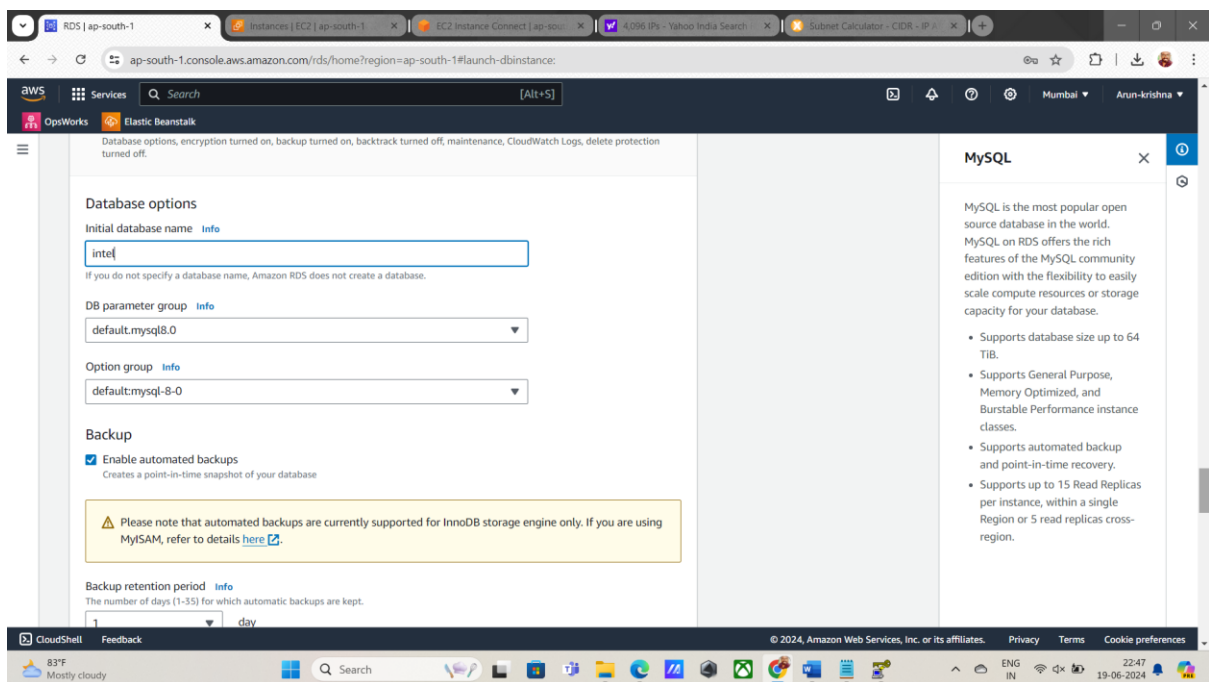 RDS | ap-south-1
Instances | EC2 | ap-south-1
EC2 Instance Connect | ap-sou
4,096 IPs - Yahoo India Search
Subnet Calculator - CIDR - IP A
ap-south-1.console.aws.amazon.com/rds/home?region=ap-south-1#launch-dbinstance:
aws
Services
Search
[Alt+S]
Mumbai
Arun-krishna
OpsWorks
Elastic Beanstalk
Database options, encryption turned on, backup turned on, backtrack turned off, maintenance, CloudWatch Logs, delete protection
turned off.
Database options
Initial database name Info
intel
If you do not specify a database name, Amazon RDS does not create a database.
DB parameter group Info
default.mysql8.0
Option group Info
default:mysql-8-0
Backup
Enable automated backups
Creates a point-in-time snapshot of your database
Please note that automated backups are currently supported for InnoDB storage engine only. If you are using
MyISAM, refer to details here.
Backup retention period Info
The number of days (1-35) for which automatic backups are kept.
1 day
MySQL
MySQL is the most popular open
source database in the world.
MySQL on RDS offers the rich
features of the MySQL community
edition with the flexibility to easily
scale compute resources or storage
capacity for your database.
• Supports database size up to 64
TiB.
• Supports General Purpose,
Memory Optimized, and
Burstable Performance instance
classes.
• Supports automated backup
and point-in-time recovery.
• Supports up to 15 Read Replicas
per instance, within a single
Region or 5 read replicas cross-
region.
CloudShell
Feedback
© 2024, Amazon Web Services, Inc. or its affiliates.
Privacy
Terms
Cookie preferences
83°F
Mostly cloudy
Search
ENG
IN
22:47
19-06-2024